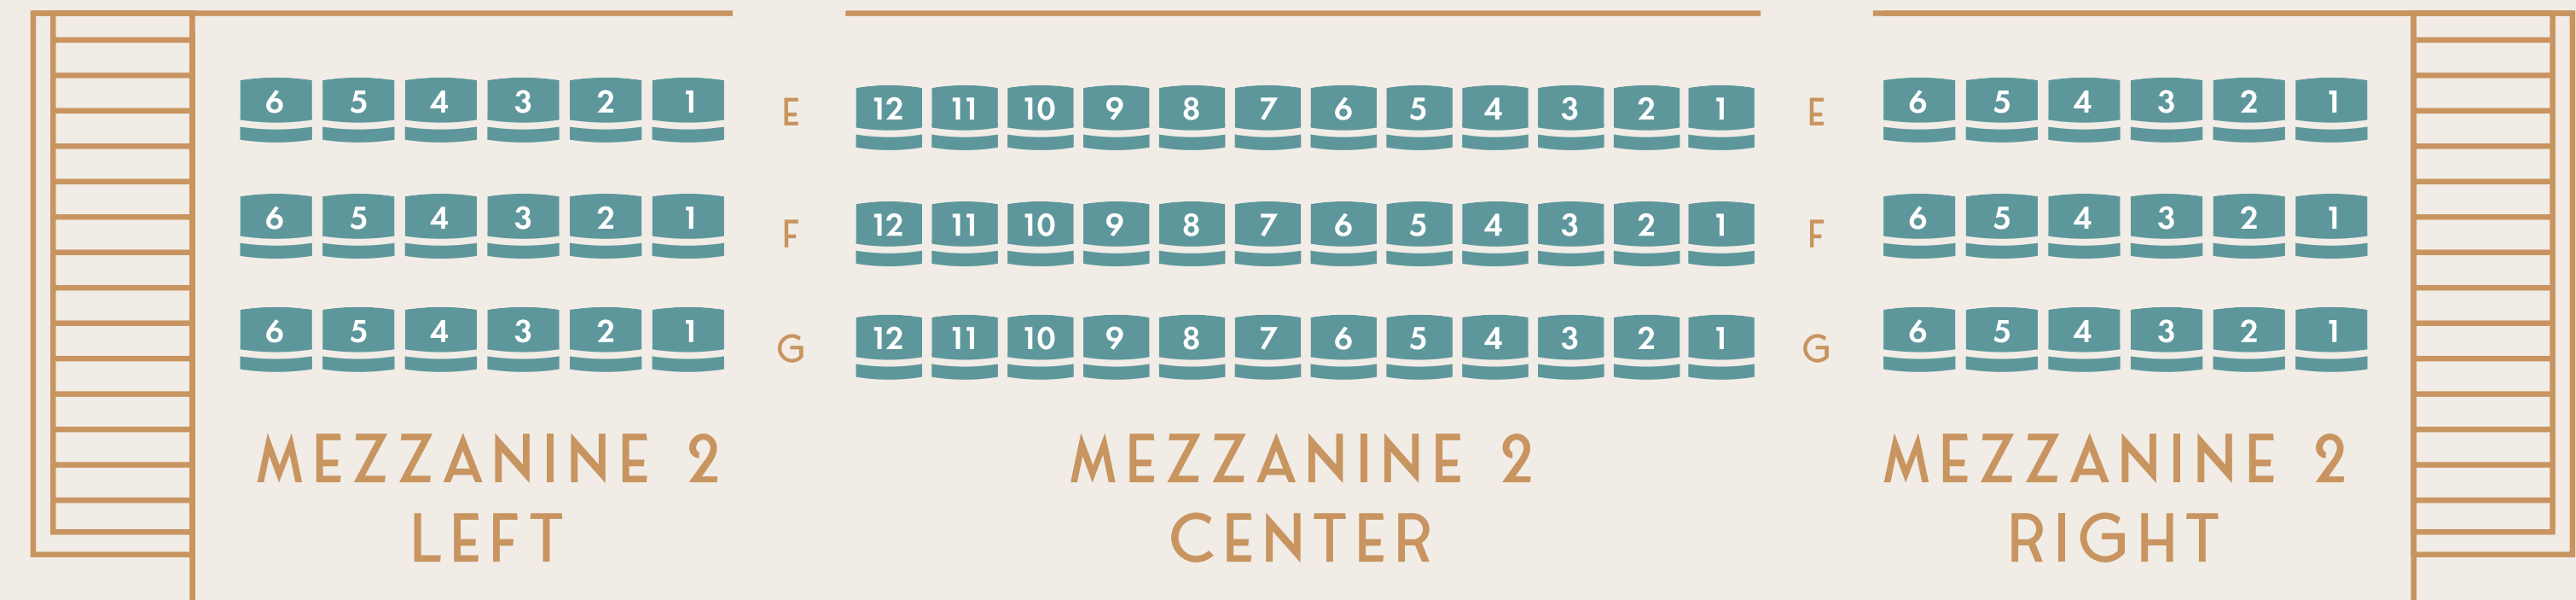 6 5 4 3 2 1 E 12 11 10 9 8 7 6 5 4 3 2 1 E 6 5 4 3 2 1
6 5 4 3 2 1 F 12 11 10 9 8 7 6 5 4 3 2 1 F 6 5 4 3 2 1
6 5 4 3 2 1 G 12 11 10 9 8 7 6 5 4 3 2 1 G 6 5 4 3 2 1
MEZZANINE 2
LEFT
MEZZANINE 2
CENTER
MEZZANINE 2
RIGHT